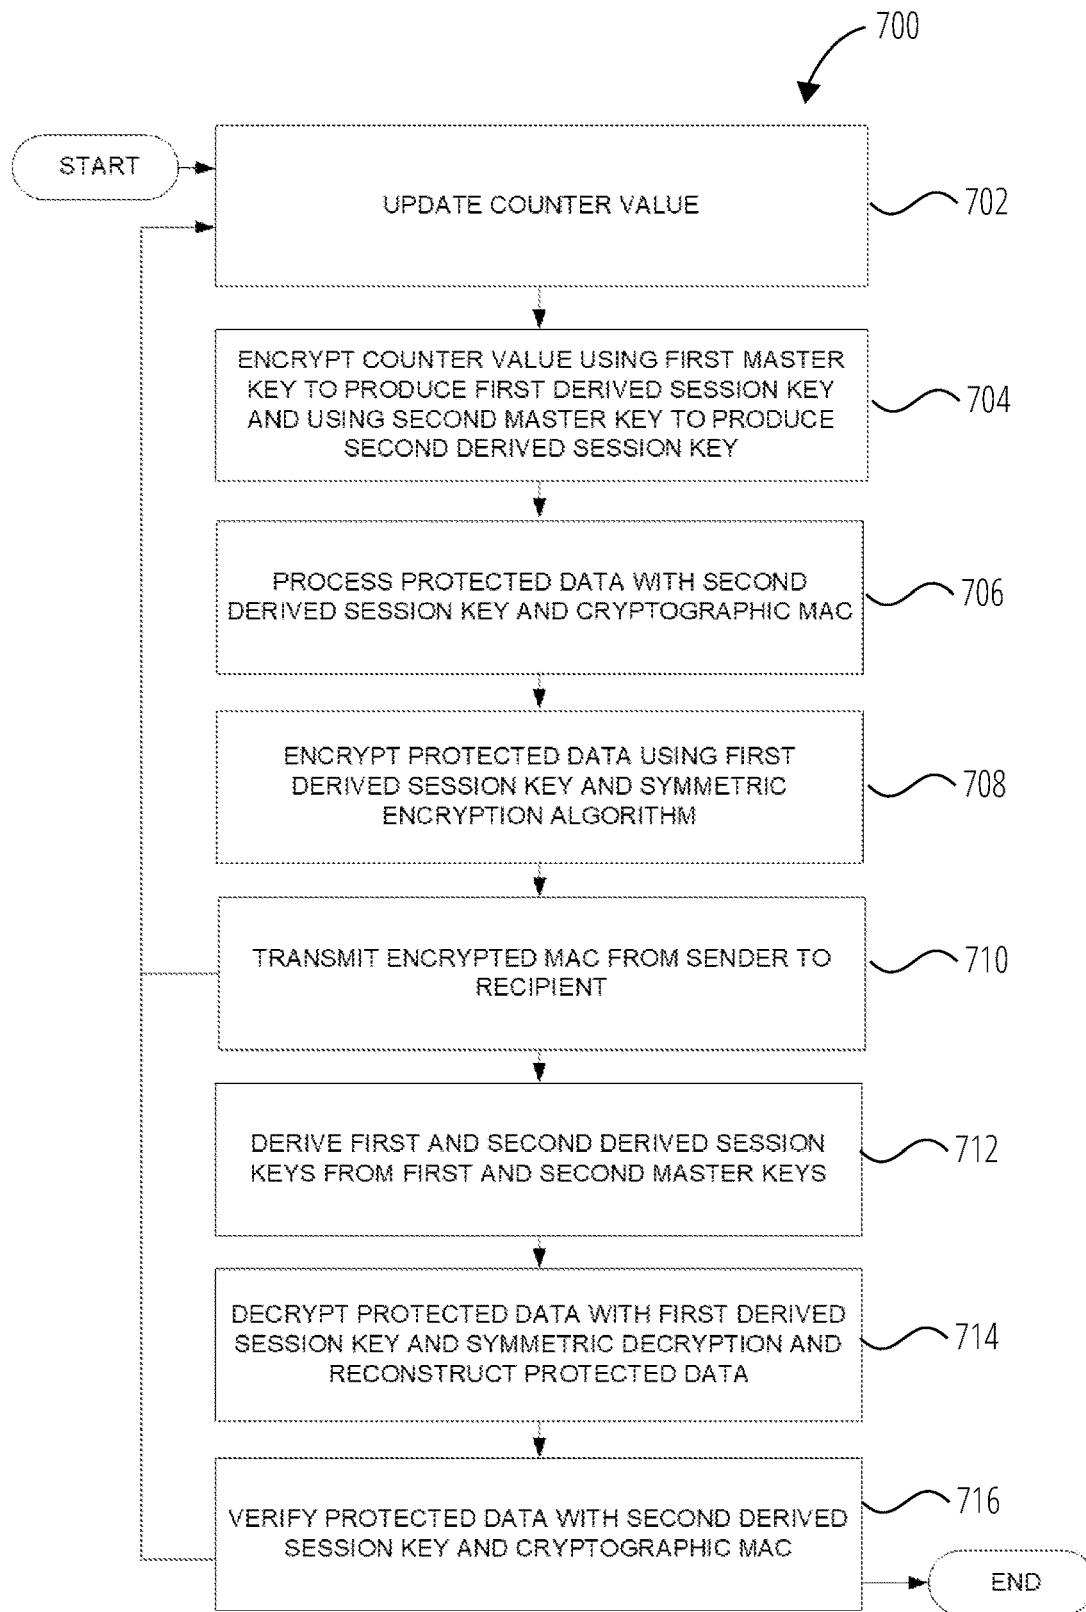 700
START
UPDATE COUNTER VALUE
702
ENCRYPT COUNTER VALUE USING FIRST MASTER
KEY TO PRODUCE FIRST DERIVED SESSION KEY
AND USING SECOND MASTER KEY TO PRODUCE
SECOND DERIVED SESSION KEY
704
PROCESS PROTECTED DATA WITH SECOND
DERIVED SESSION KEY AND CRYPTOGRAPHIC MAC
706
ENCRYPT PROTECTED DATA USING FIRST
DERIVED SESSION KEY AND SYMMETRIC
ENCRYPTION ALGORITHM
708
TRANSMIT ENCRYPTED MAC FROM SENDER TO
RECIPIENT
710
DERIVE FIRST AND SECOND DERIVED SESSION
KEYS FROM FIRST AND SECOND MASTER KEYS
712
DECRYPT PROTECTED DATA WITH FIRST DERIVED
SESSION KEY AND SYMMETRIC DECRYPTION AND
RECONSTRUCT PROTECTED DATA
714
VERIFY PROTECTED DATA WITH SECOND DERIVED
SESSION KEY AND CRYPTOGRAPHIC MAC
716
END